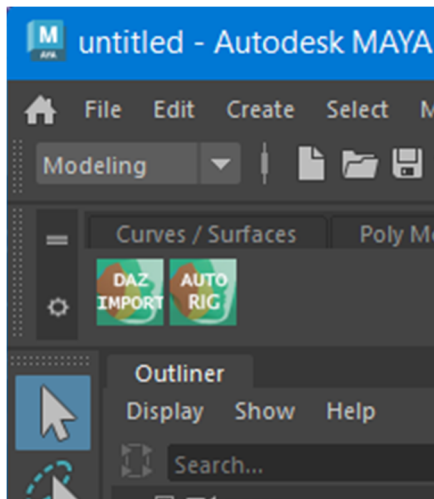 M
AYA
untitled - Autodesk MAYA
File Edit Create Select M
Modeling
Curves / Surfaces Poly Mo
DAZ
IMPORT
AUTO
RIG
Outliner
Display Show Help
Search...